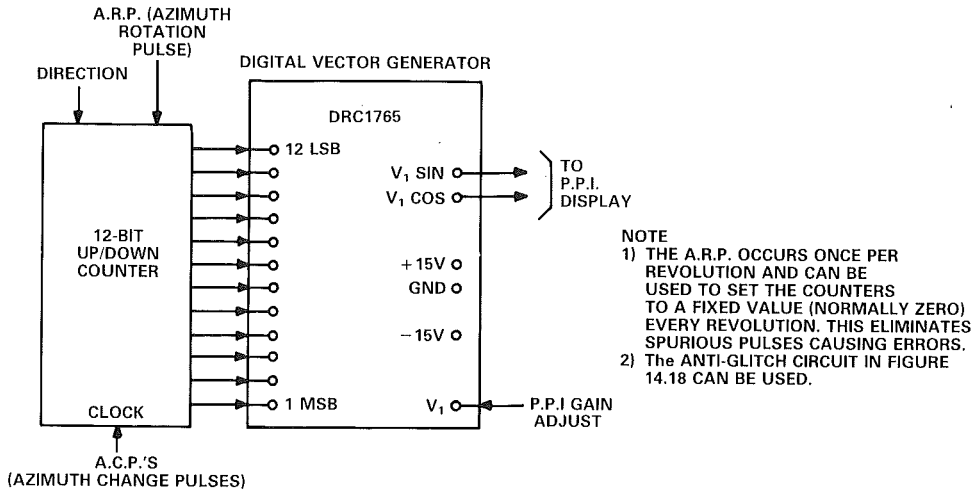 A.R.P. (AZIMUTH
ROTATION
PULSE)
DIRECTION
DIGITAL VECTOR GENERATOR
DRC1765
12 LSB
V1 SIN
V1 COS
TO
P.P.I.
DISPLAY
12-BIT
UP/DOWN
COUNTER
+15V
GND
−15V
1 MSB
V1
P.P.I GAIN
ADJUST
CLOCK
A.C.P.'S
(AZIMUTH CHANGE PULSES)
NOTE
1) THE A.R.P. OCCURS ONCE PER
REVOLUTION AND CAN BE
USED TO SET THE COUNTERS
TO A FIXED VALUE (NORMALLY ZERO)
EVERY REVOLUTION. THIS ELIMINATES
SPURIOUS PULSES CAUSING ERRORS.
2) The ANTI-GLITCH CIRCUIT IN FIGURE
14.18 CAN BE USED.